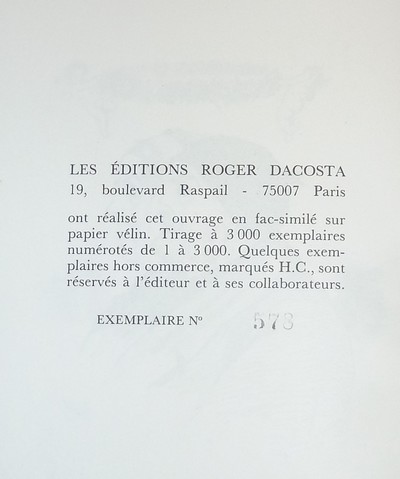 LES ÉDITIONS ROGER DACOSTA
19, boulevard Raspail - 75007 Paris
ont réalisé cet ouvrage en fac-similé sur
papier vélin. Tirage à 3 000 exemplaires
numérotés de 1 à 3 000. Quelques exem-
plaires hors commerce, marqués H.C., sont
réservés à l'éditeur et à ses collaborateurs.
EXEMPLAIRE Nº 578